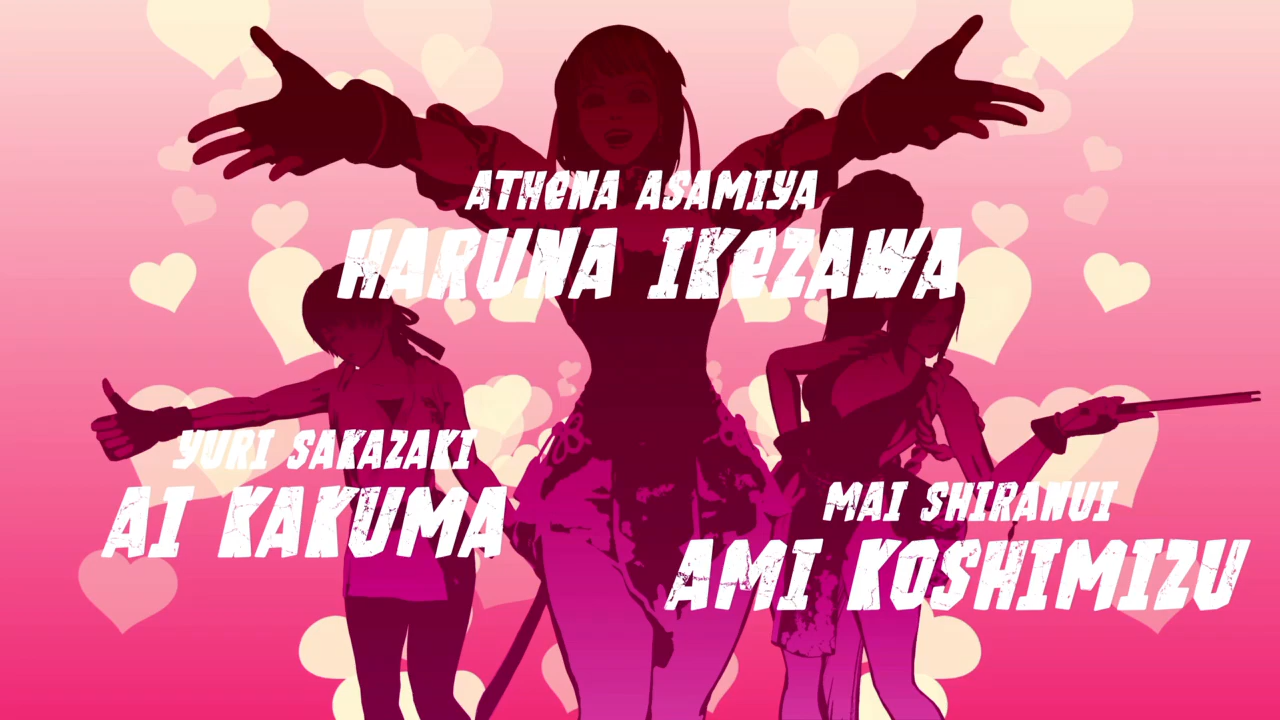 ATHENA ASAMIYA
HARUNA IKEZAWA
YURI SAKAZAKI
AI KAKUMA
MAI SHIRANUI
AMI KOSHIMIZU